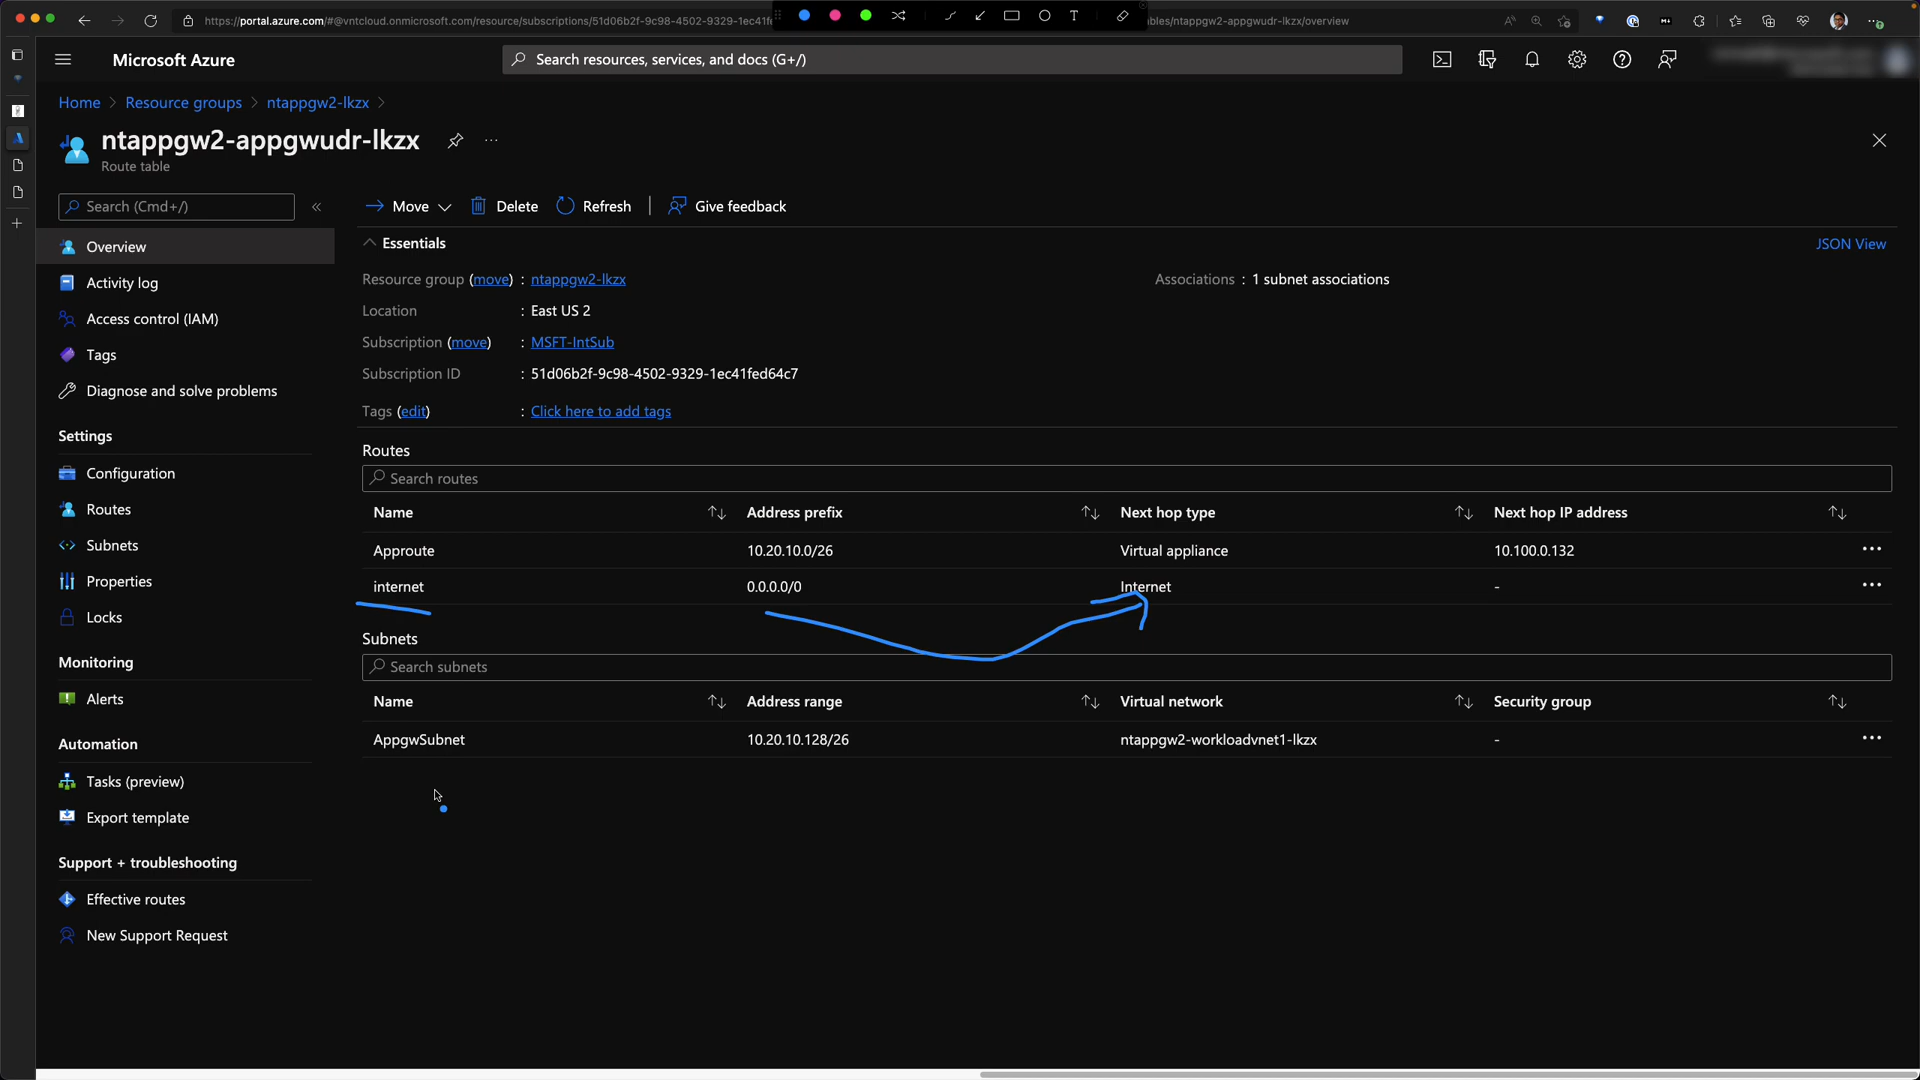 https://portal.azure.com/#@vntcloud.onmicrosoft.com/resource/subscriptions/51d06b2f-9c98-4502-9329-1ec41f
bles/ntappgw2-appgwudr-lkzx/overview
Microsoft Azure
Search resources, services, and docs (G+/)
Home > Resource groups > ntappgw2-lkzx >
ntappgw2-appgwudr-lkzx
...
Route table
Search (Cmd+/)
«
Move
Delete
Refresh
Give feedback
Overview
Activity log
Access control (IAM)
Tags
Diagnose and solve problems
Settings
Configuration
Routes
Subnets
Properties
Locks
Monitoring
Alerts
Automation
Tasks (preview)
Export template
Support + troubleshooting
Effective routes
New Support Request
Essentials
JSON View
Resource group (move) : ntappgw2-lkzx
Associations : 1 subnet associations
Location : East US 2
Subscription (move) : MSFT-IntSub
Subscription ID : 51d06b2f-9c98-4502-9329-1ec41fed64c7
Tags (edit) : Click here to add tags
Routes
Search routes
Name Address prefix Next hop type Next hop IP address
Approute 10.20.10.0/26 Virtual appliance 10.100.0.132 ...
internet 0.0.0.0/0 Internet - ...
Subnets
Search subnets
Name Address range Virtual network Security group
AppgwSubnet 10.20.10.128/26 ntappgw2-workloadvnet1-lkzx - ...